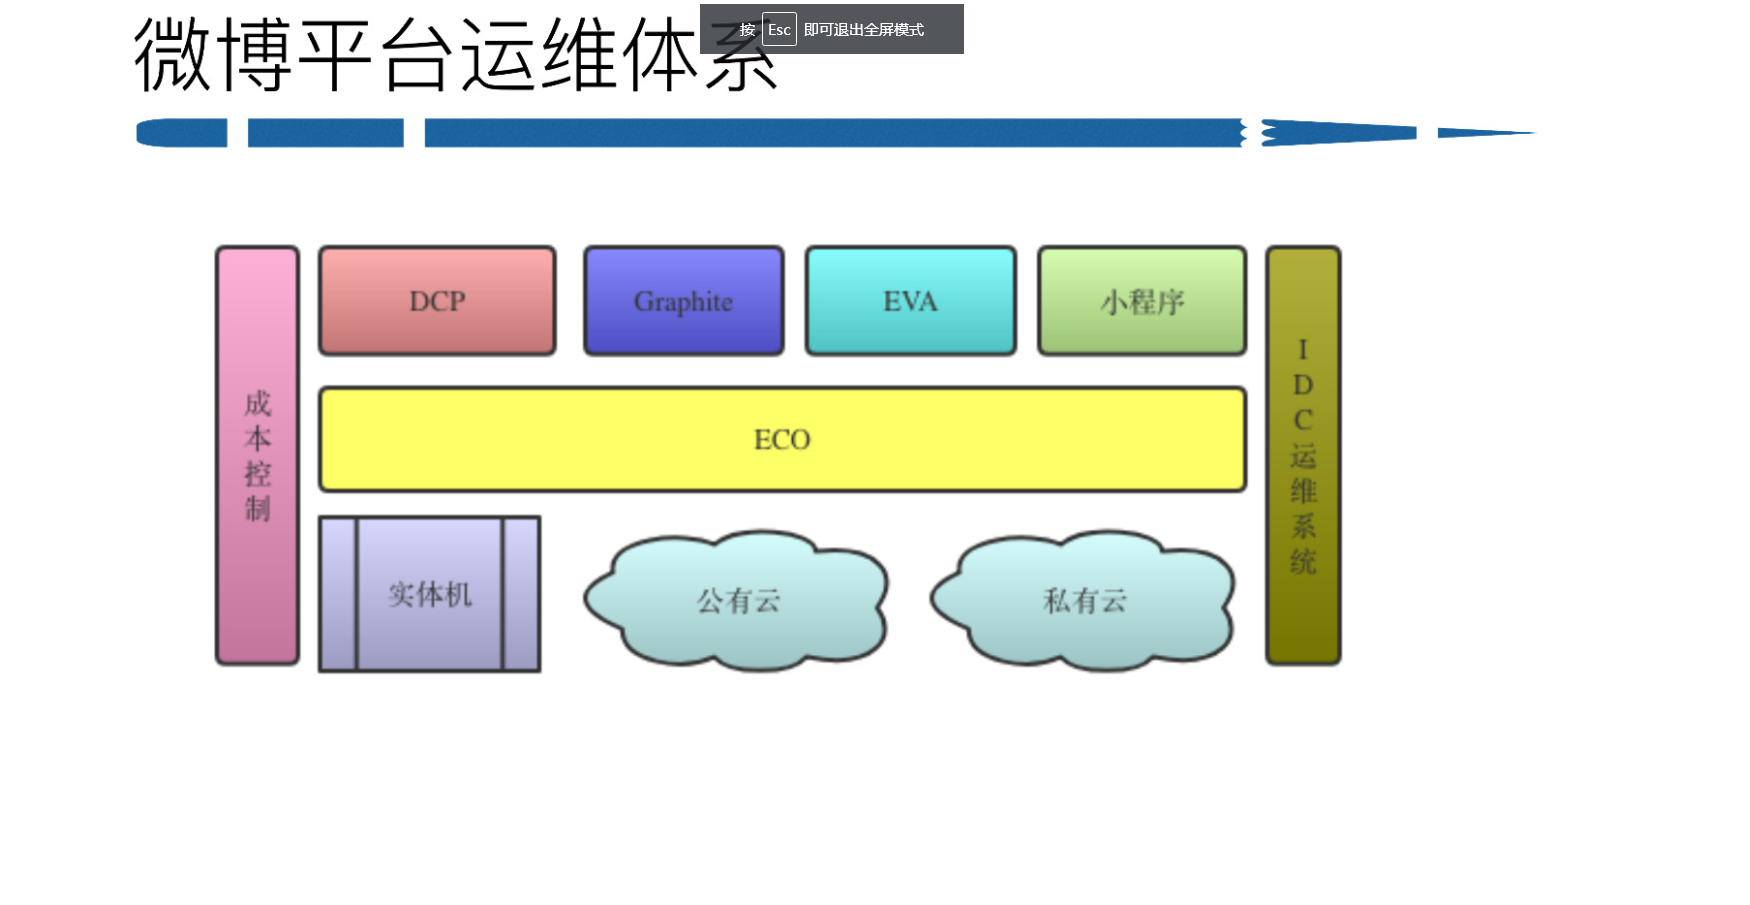 微博平台运维体系
按 Esc 即可退出全屏模式
成本控制
DCP
Graphite
EVA
小程序
IDC运维系统
ECO
实体机
公有云
私有云